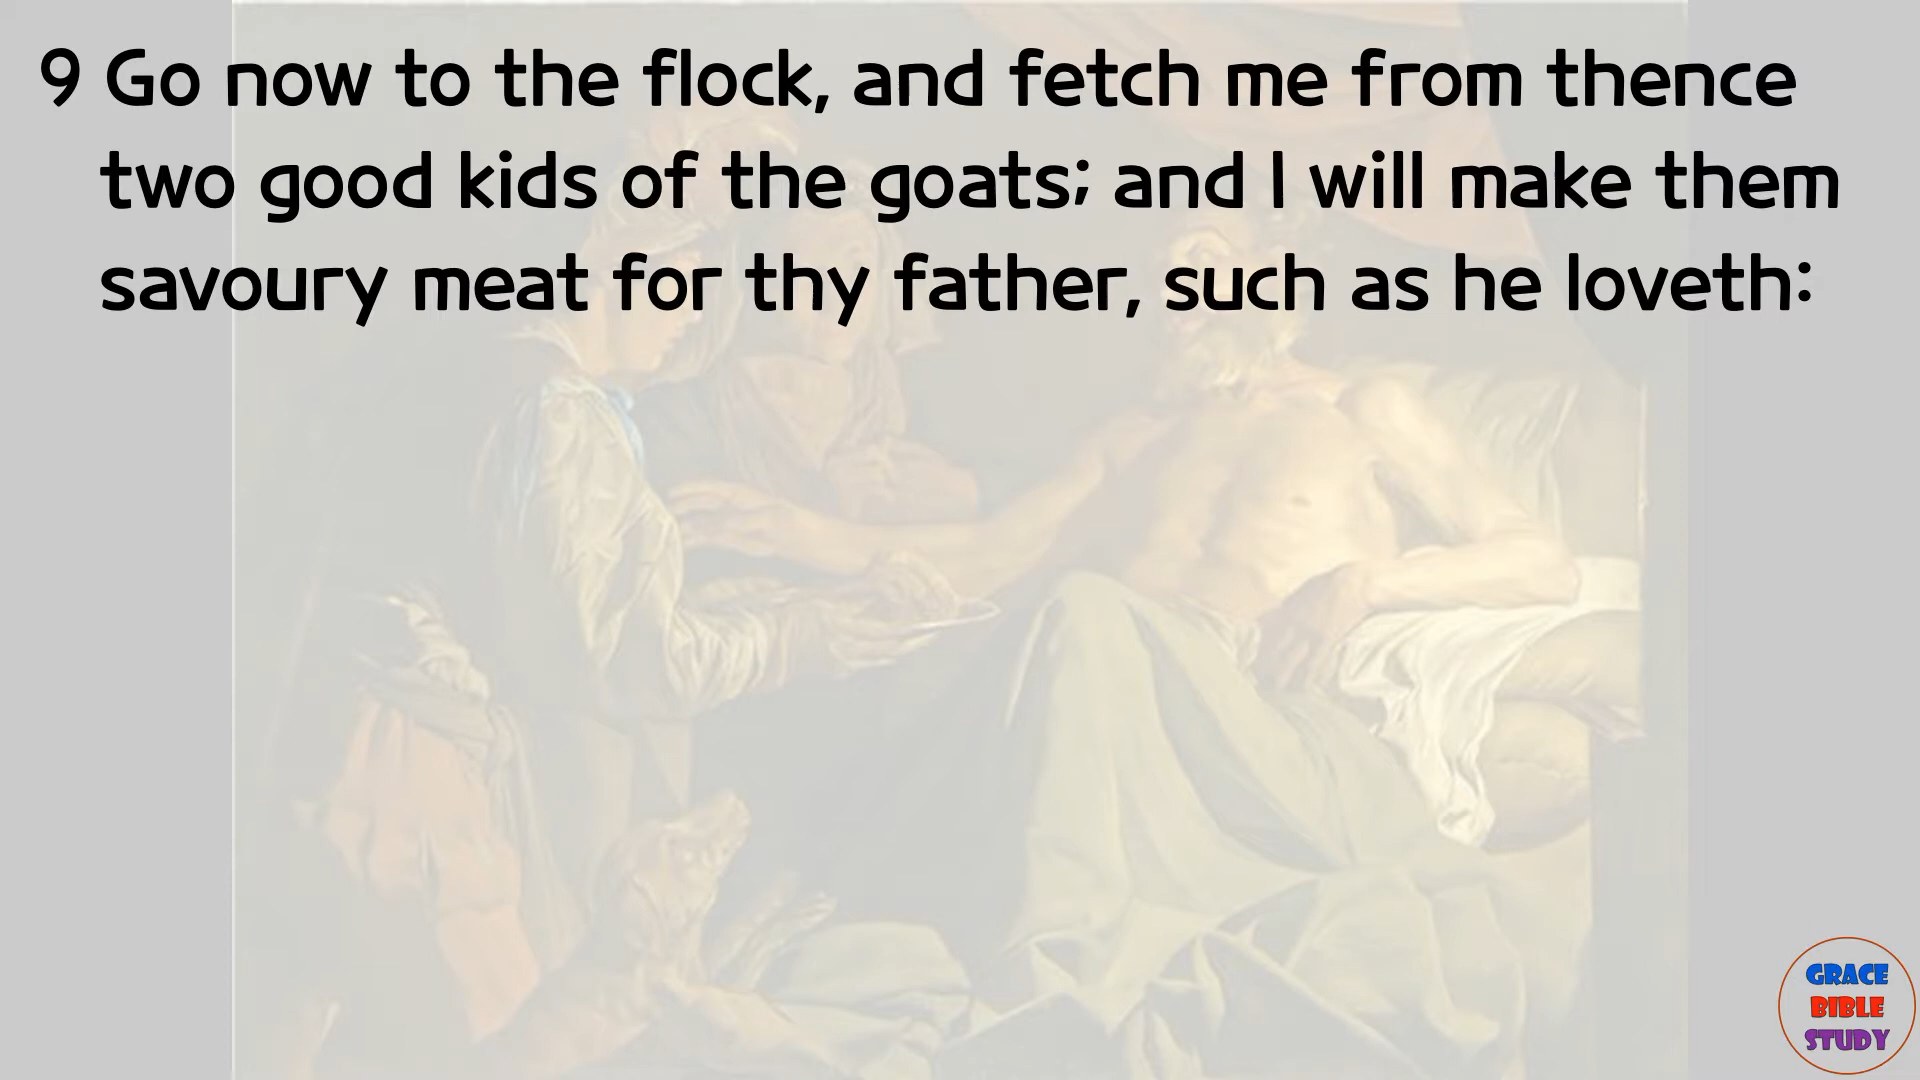 9 Go now to the flock, and fetch me from thence
two good kids of the goats; and I will make them
savoury meat for thy father, such as he loveth:
GRACE
BIBLE
STUDY